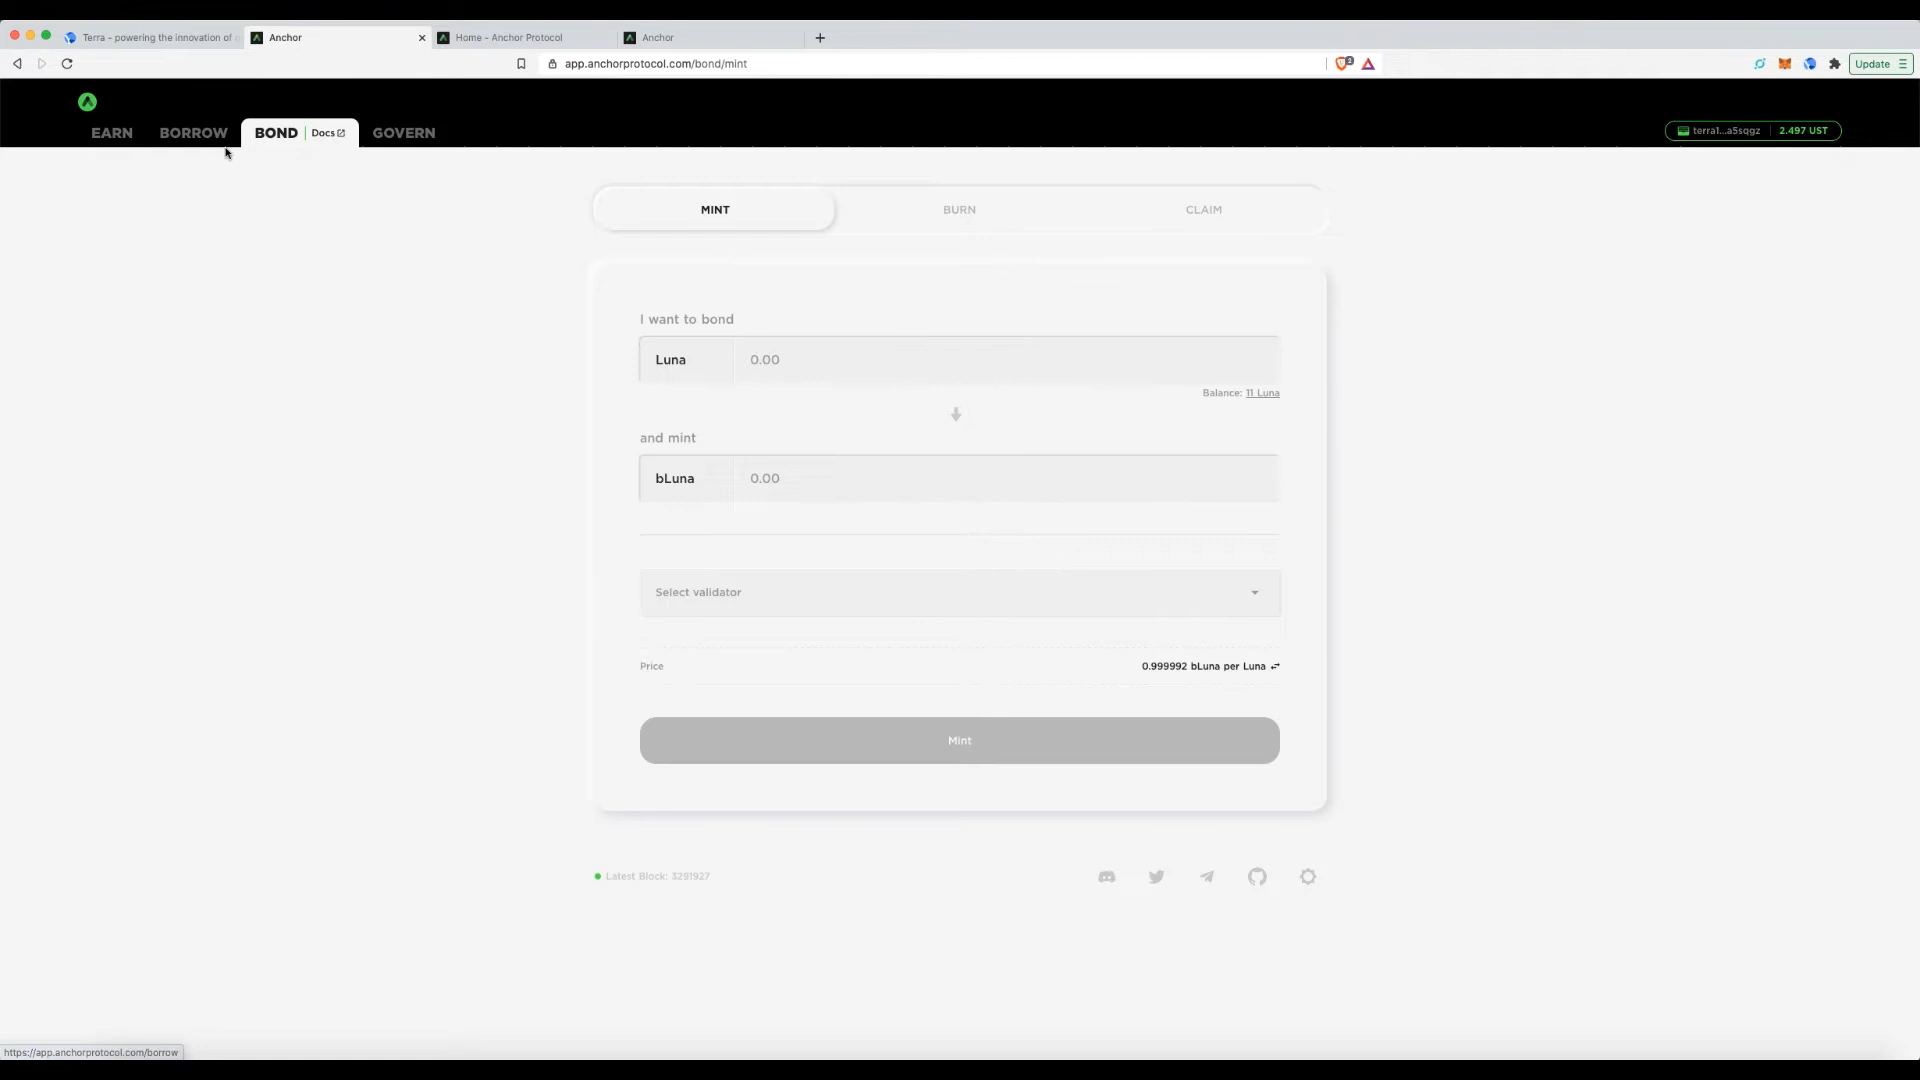 Terra - powering the innovation of
Anchor
Home - Anchor Protocol
Anchor
app.anchorprotocol.com/bond/mint
2
Update
EARN
BORROW
BOND
Docs
GOVERN
terra1...a5sqgz
2.497 UST
MINT
BURN
CLAIM
I want to bond
Luna
0.00
Balance: 11 Luna
and mint
bLuna
0.00
Select validator
Price
0.999992 bLuna per Luna
Mint
Latest Block: 3291927
https://app.anchorprotocol.com/borrow